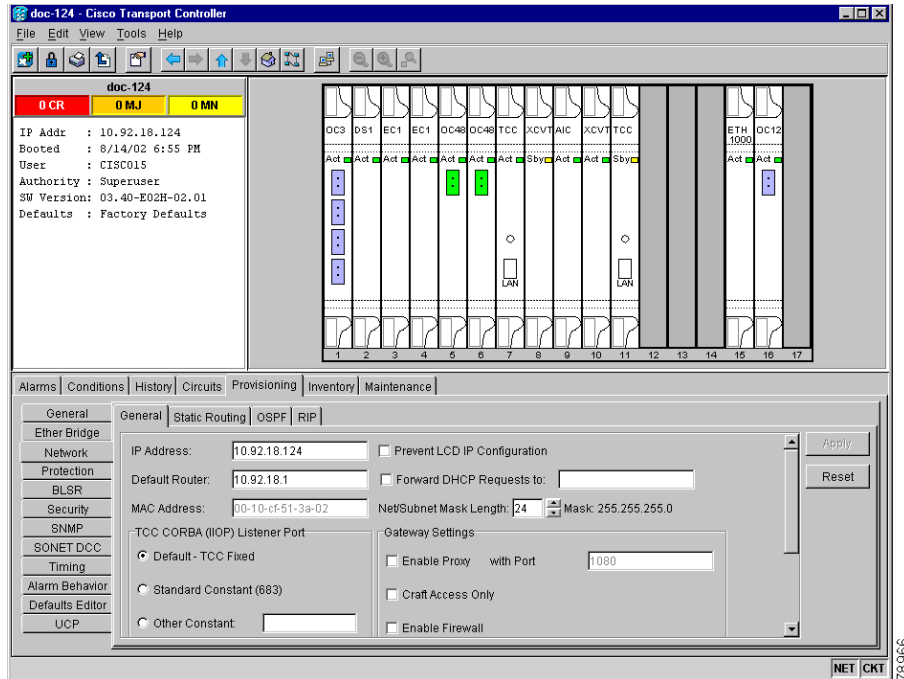 doc-124 - Cisco Transport Controller
File Edit View Tools Help
doc-124
0 CR 0 MJ 0 MN
IP Addr : 10.92.18.124
Booted : 8/14/02 6:55 PM
User : CISCO15
Authority : Superuser
SW Version: 03.40-E02H-02.01
Defaults : Factory Defaults
OC3 DS1 EC1 EC1 OC48 OC48 TCC XCVT AIC XCVT TCC ETH 1000 OC12
Act Act Act Act Act Act Act Sby Act Act Sby Act Act
LAN LAN
1 2 3 4 5 6 7 8 9 10 11 12 13 14 15 16 17
Alarms Conditions History Circuits Provisioning Inventory Maintenance
General
Ether Bridge
Network
Protection
BLSR
Security
SNMP
SONET DCC
Timing
Alarm Behavior
Defaults Editor
UCP
General Static Routing OSPF RIP
IP Address: 10.92.18.124 Prevent LCD IP Configuration
Default Router: 10.92.18.1 Forward DHCP Requests to:
MAC Address: 00-10-cf-51-3a-02 Net/Subnet Mask Length: 24 Mask: 255.255.255.0
TCC CORBA (IIOP) Listener Port Gateway Settings
Default - TCC Fixed Enable Proxy with Port 1080
Standard Constant (683) Craft Access Only
Other Constant: Enable Firewall
Apply
Reset
NET CKT
78966